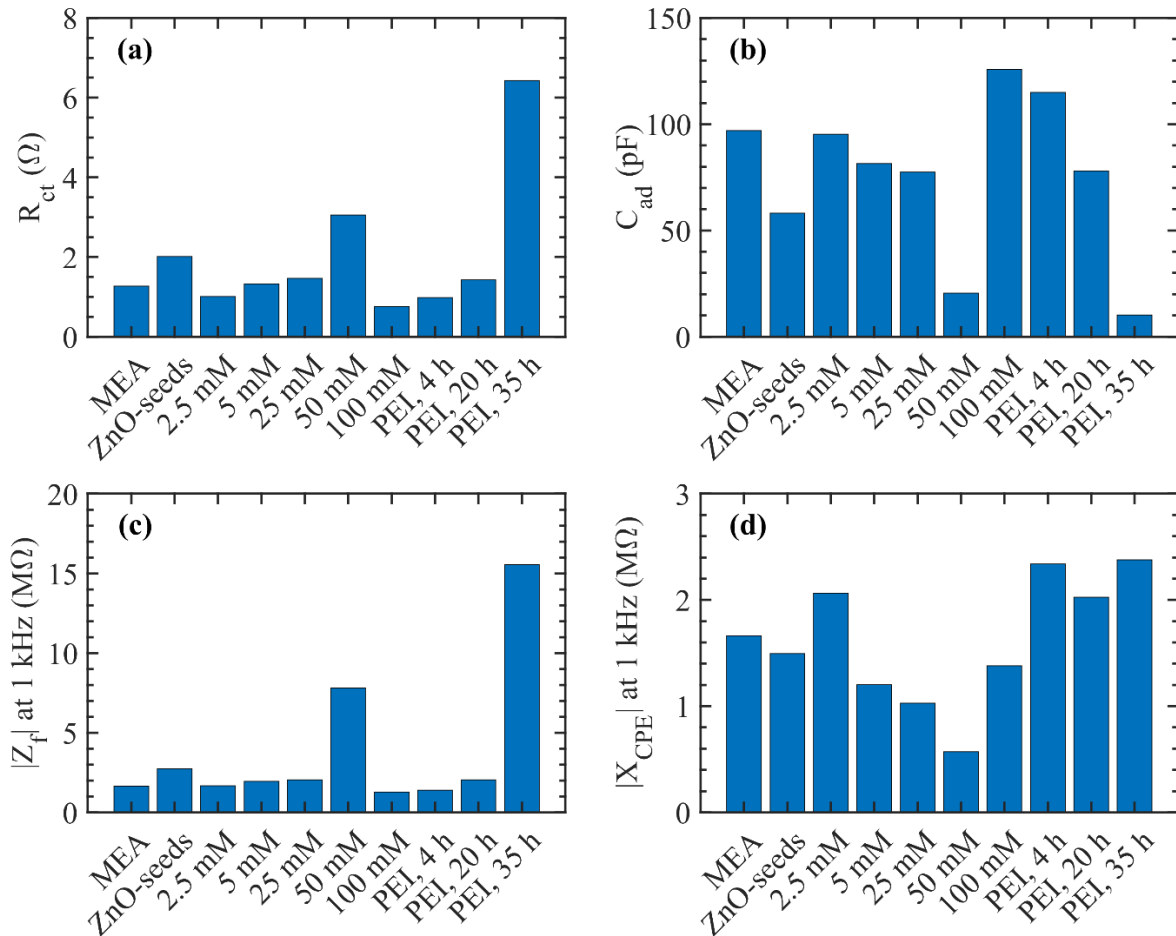 (a)
R_ct (Ω)
8
6
4
2
0
MEA
ZnO-seeds
2.5 mM
5 mM
25 mM
50 mM
100 mM
PEI, 4 h
PEI, 20 h
PEI, 35 h
(b)
C_ad (pF)
150
100
50
0
MEA
ZnO-seeds
2.5 mM
5 mM
25 mM
50 mM
100 mM
PEI, 4 h
PEI, 20 h
PEI, 35 h
(c)
|Z_f| at 1 kHz (MΩ)
20
15
10
5
0
MEA
ZnO-seeds
2.5 mM
5 mM
25 mM
50 mM
100 mM
PEI, 4 h
PEI, 20 h
PEI, 35 h
(d)
|X_CPE| at 1 kHz (MΩ)
3
2
1
0
MEA
ZnO-seeds
2.5 mM
5 mM
25 mM
50 mM
100 mM
PEI, 4 h
PEI, 20 h
PEI, 35 h